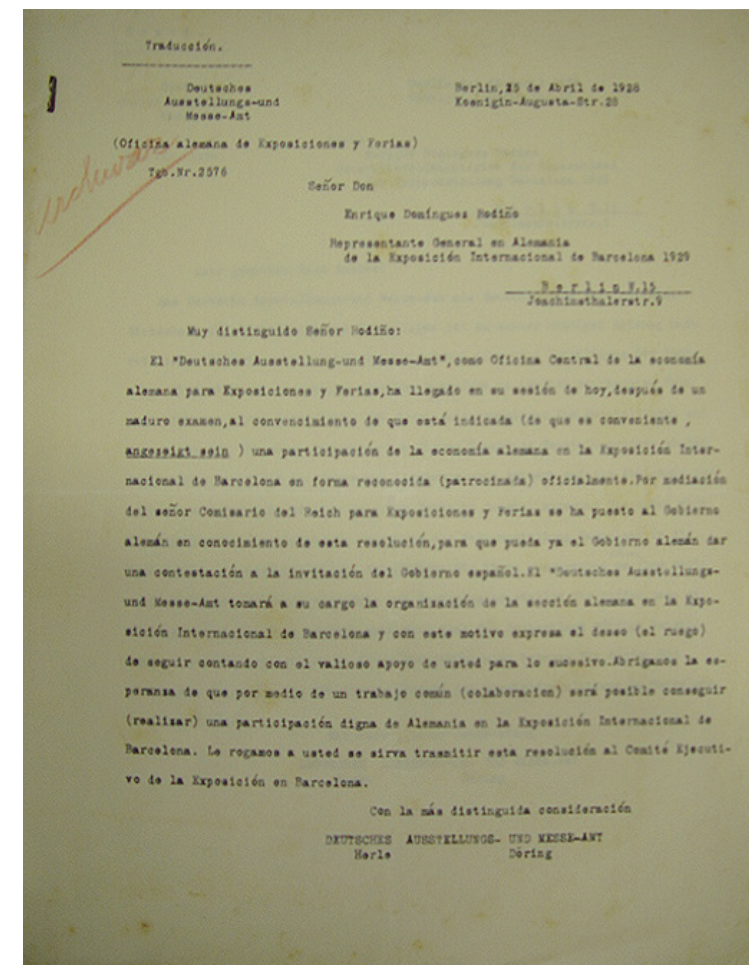 Traducción.
Deutsches
Ausstellungs-und
Messe-Amt
Berlin, 25 de Abril de 1928
Koenigin-Augusta-Str.28
(Oficina alemana de Exposiciones y Ferias)
Archivar
Tgb.Nr.2576
Señor Don
Enrique Domínguez Rodiño
Representante General en Alemania
de la Exposición Internacional de Barcelona 1929
Berlin W.15
Joachimsthalerstr.9
Muy distinguido Señor Rodiño:
El "Deutsches Ausstellung-und Messe-Amt",como Oficina Central de la economía
alemana para Exposiciones y Ferias,ha llegado en su sesión de hoy,después de un
maduro examen,al convencimiento de que está indicada (de que es conveniente ,
angezeigt sein ) una participación de la economía alemana en la Exposición Inter-
nacional de Barcelona en forma reconocida (patrocinada) oficialmente.Por mediación
del señor Comisario del Reich para Exposiciones y Ferias se ha puesto al Gobierno
alemán en conocimiento de esta resolución,para que pueda ya el Gobierno alemán dar
una contestación a la invitación del Gobierno español.El "Deutsches Ausstellungs-
und Messe-Amt tomará a su cargo la organización de la sección alemana en la Expo-
sición Internacional de Barcelona y con este motivo expresa el deseo (el ruego)
de seguir contando con el valioso apoyo de usted para lo sucesivo.Abrigamos la es-
peranza de que por medio de un trabajo común (colaboracion) será posible conseguir
(realizar) una participación digna de Alemania en la Exposición Internacional de
Barcelona. Le rogamos a usted se sirva trasmitir esta resolución al Comité Ejecuti-
vo de la Exposición en Barcelona.
Con la más distinguida consideración
DEUTSCHES AUSSTELLUNGS- UND MESSE-AMT
Herle Döring